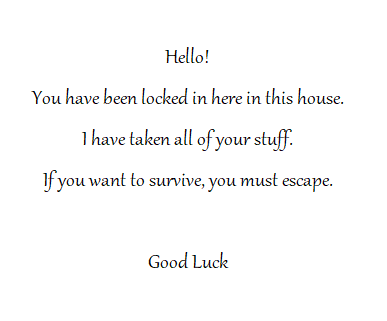 Hello!
You have been locked in here in this house.
I have taken all of your stuff.
If you want to survive, you must escape.
Good Luck